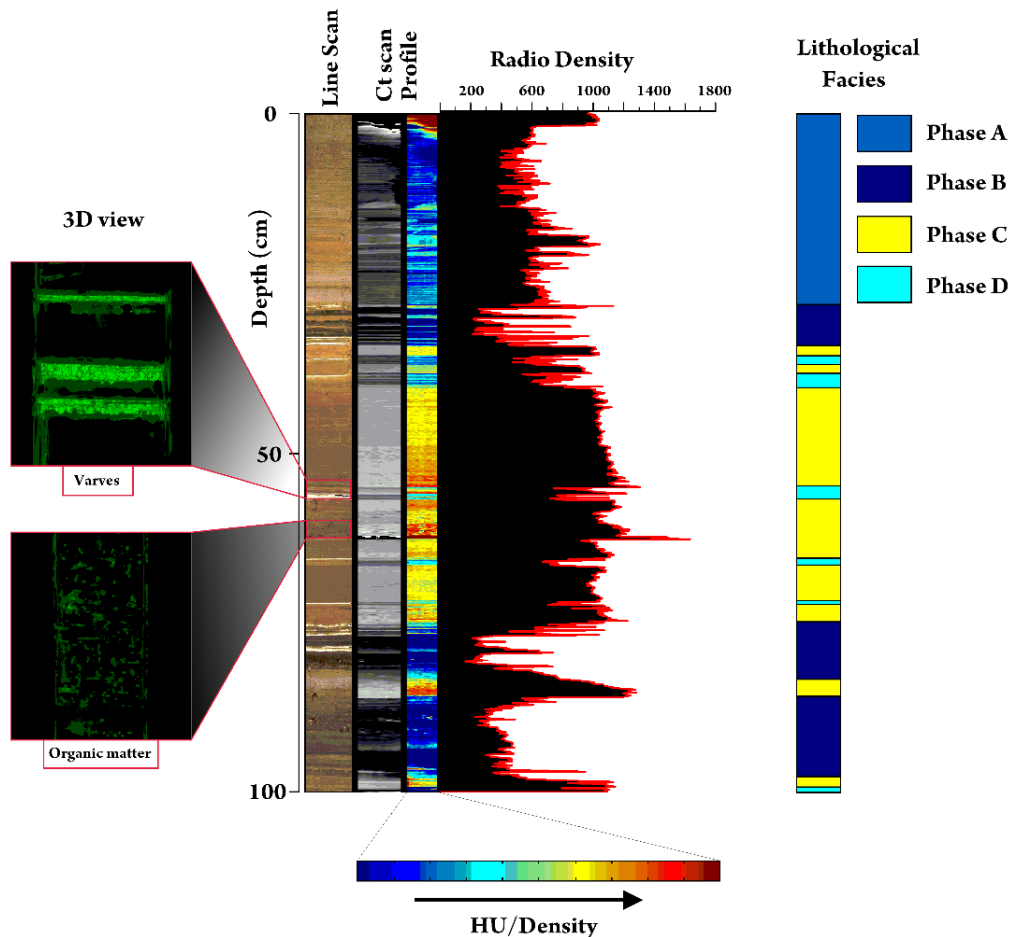 Line Scan
Ct scan
Profile
Radio Density
200 600 1000 1400 1800
Lithological
Facies
0
50
100
Depth (cm)
Phase A
Phase B
Phase C
Phase D
3D view
Varves
Organic matter
HU/Density